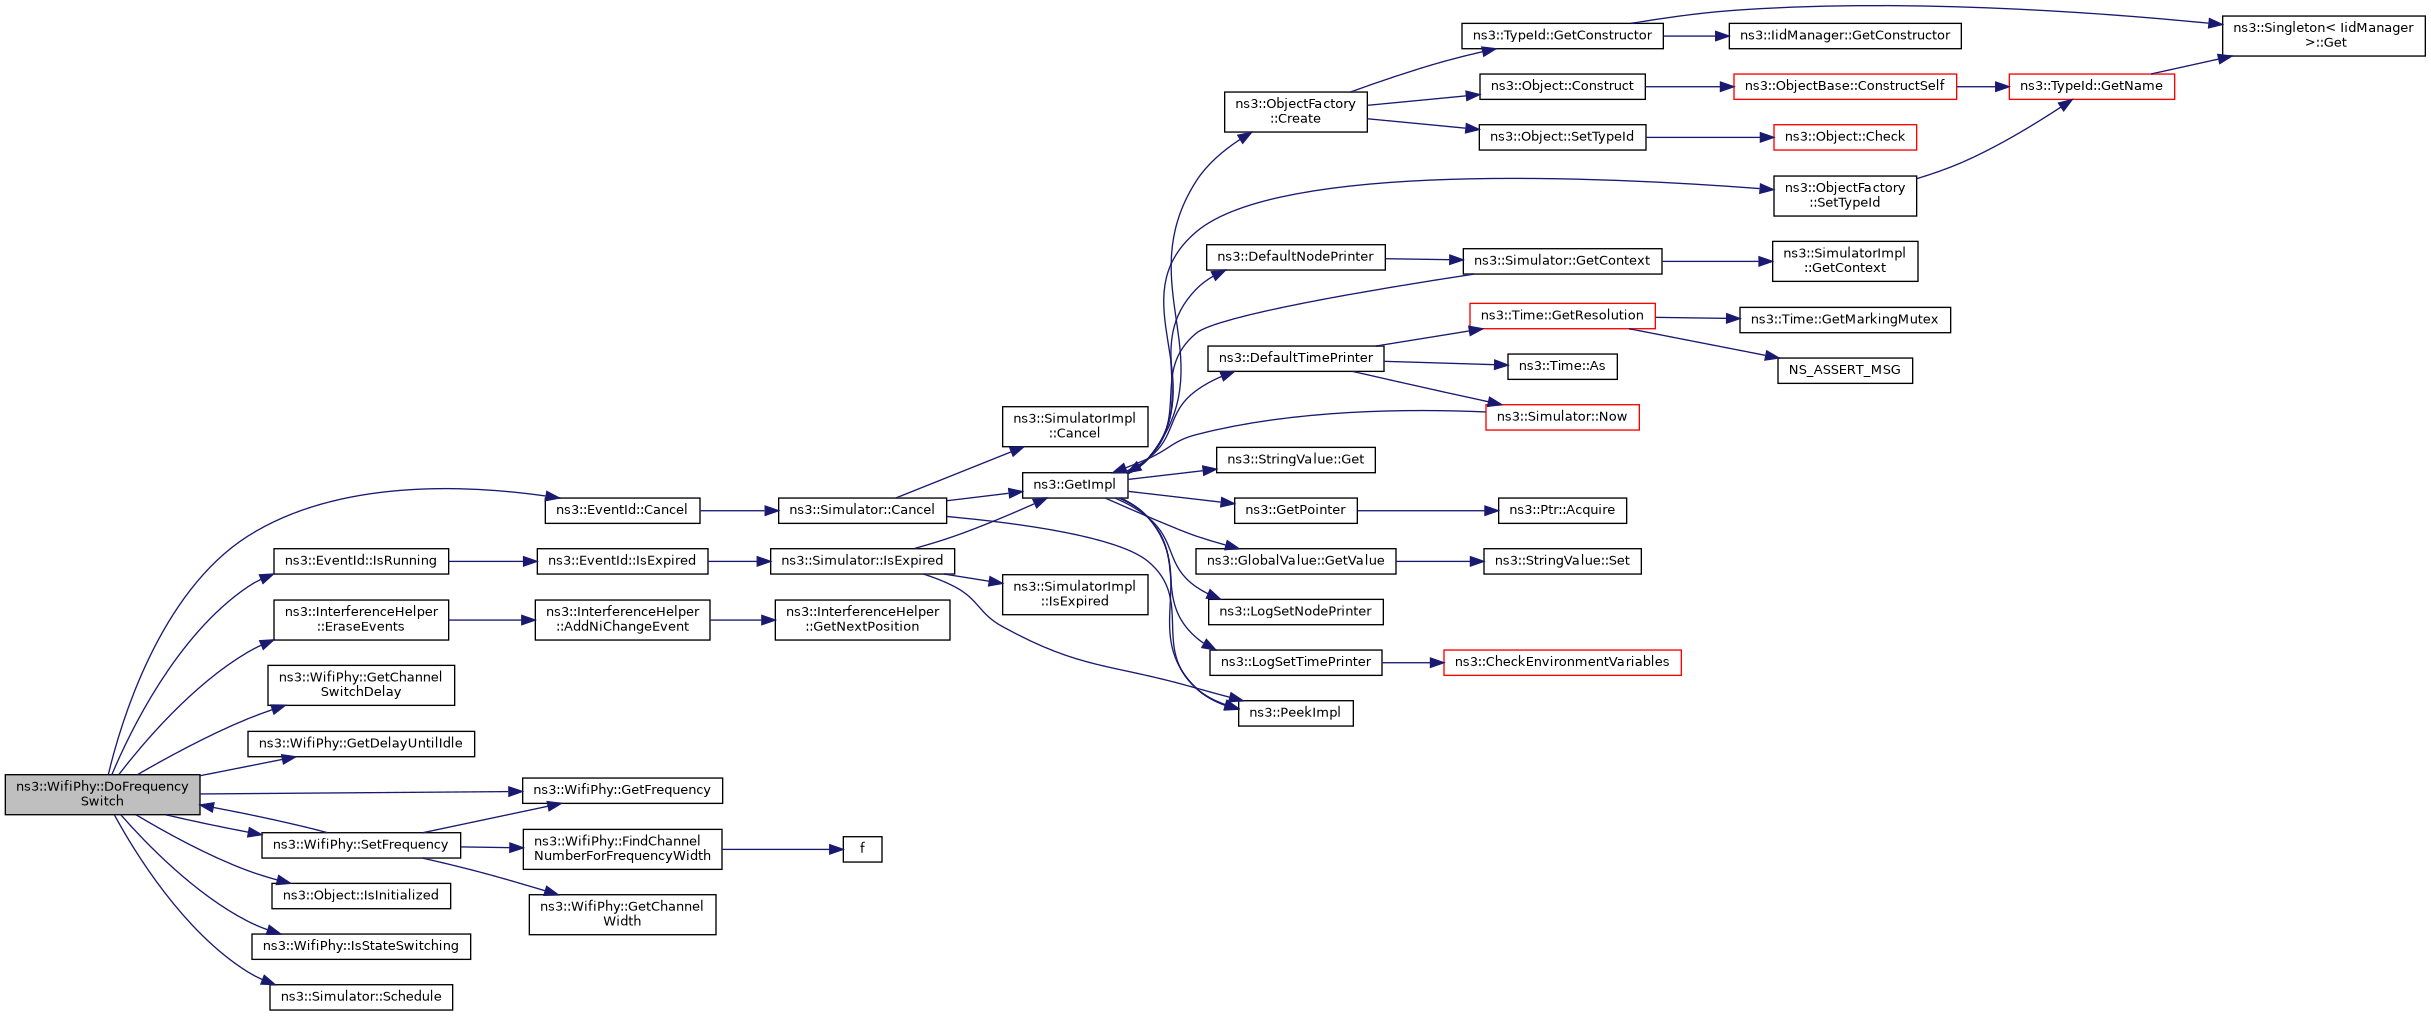 ns3::WifiPhy::DoFrequency
Switch
ns3::EventId::Cancel
ns3::EventId::IsRunning
ns3::InterferenceHelper
::EraseEvents
ns3::WifiPhy::GetChannel
SwitchDelay
ns3::WifiPhy::GetDelayUntilIdle
ns3::WifiPhy::GetFrequency
ns3::WifiPhy::SetFrequency
ns3::Object::IsInitialized
ns3::WifiPhy::IsStateSwitching
ns3::Simulator::Schedule
ns3::EventId::IsExpired
ns3::InterferenceHelper
::AddNiChangeEvent
ns3::WifiPhy::FindChannel
NumberForFrequencyWidth
ns3::WifiPhy::GetChannel
Width
ns3::Simulator::Cancel
ns3::Simulator::IsExpired
ns3::InterferenceHelper
::GetNextPosition
f
ns3::SimulatorImpl
::Cancel
ns3::GetImpl
ns3::SimulatorImpl
::IsExpired
ns3::ObjectFactory
::Create
ns3::DefaultNodePrinter
ns3::DefaultTimePrinter
ns3::StringValue::Get
ns3::GetPointer
ns3::GlobalValue::GetValue
ns3::LogSetNodePrinter
ns3::LogSetTimePrinter
ns3::PeekImpl
ns3::TypeId::GetConstructor
ns3::Object::Construct
ns3::Object::SetTypeId
ns3::Simulator::GetContext
ns3::Time::GetResolution
ns3::Time::As
ns3::Simulator::Now
ns3::Ptr::Acquire
ns3::StringValue::Set
ns3::CheckEnvironmentVariables
ns3::IidManager::GetConstructor
ns3::ObjectBase::ConstructSelf
ns3::Object::Check
ns3::ObjectFactory
::SetTypeId
ns3::SimulatorImpl
::GetContext
ns3::Time::GetMarkingMutex
NS_ASSERT_MSG
ns3::TypeId::GetName
ns3::Singleton< IidManager
>::Get